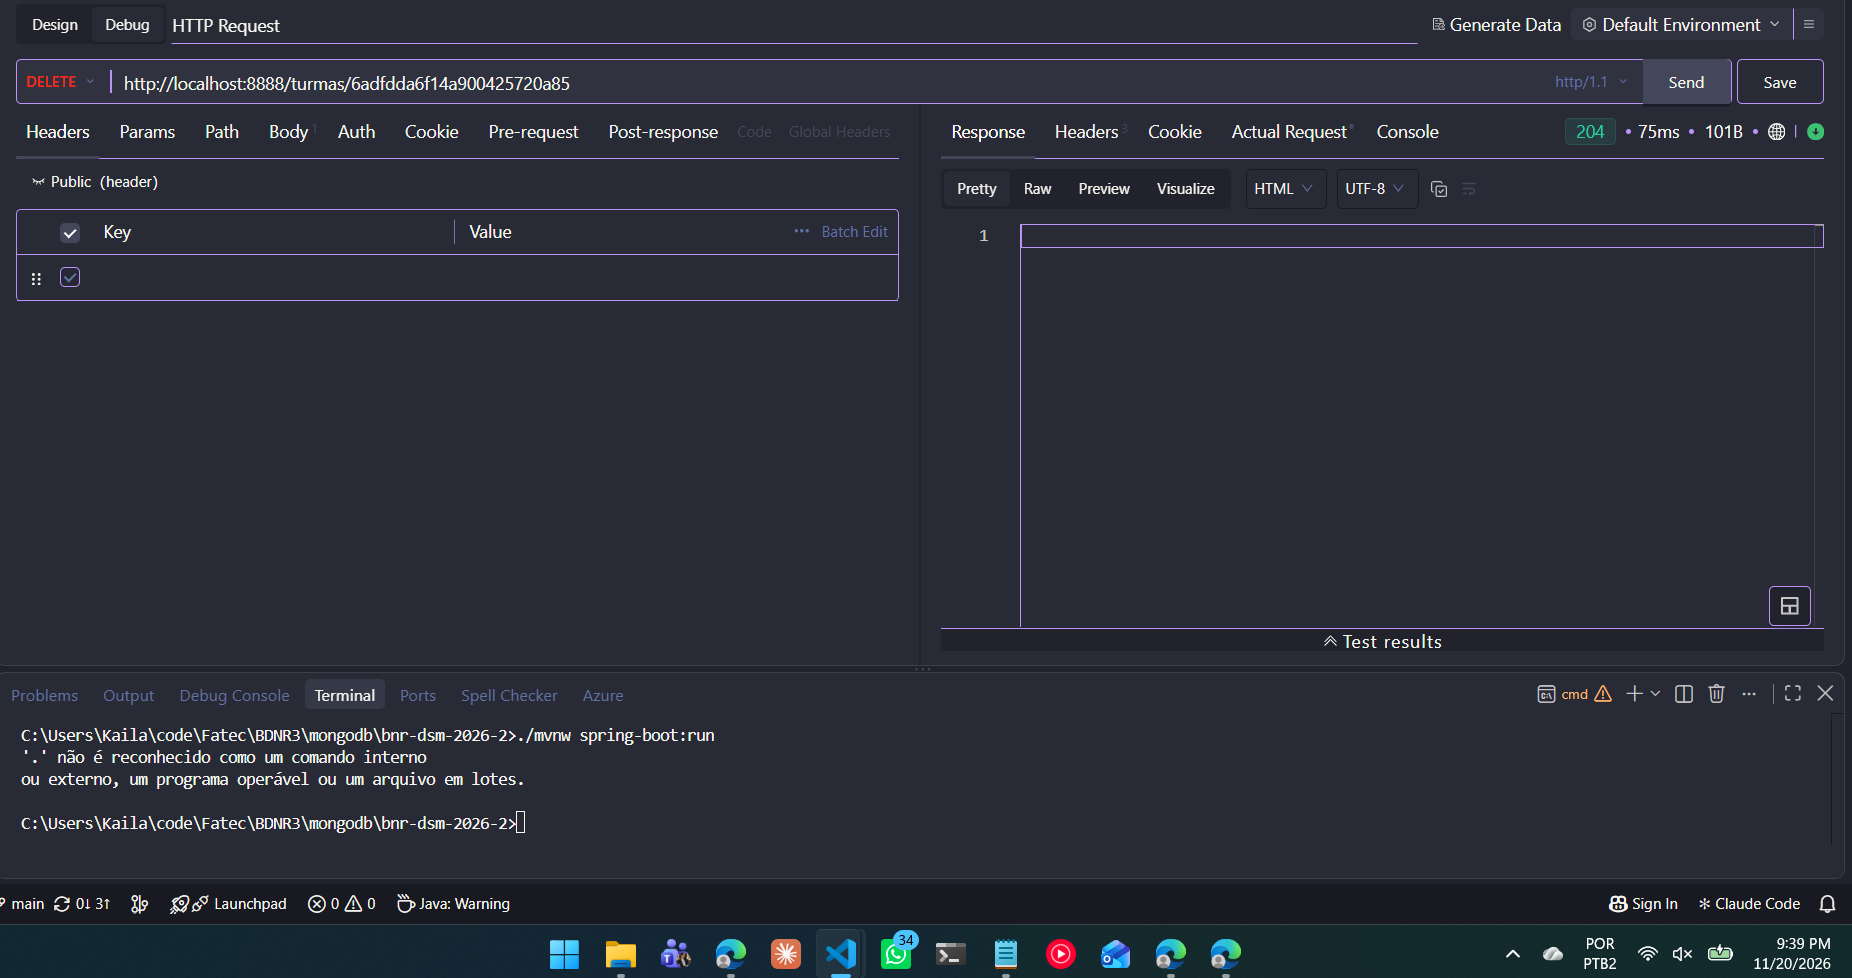 Design Debug HTTP Request Generate Data Default Environment
DELETE http://localhost:8888/turmas/6adfdda6f14a900425720a85 http/1.1 Send Save
Headers Params Path Body 1 Auth Cookie Pre-request Post-response Code Global Headers
Response Headers 3 Cookie Actual Request Console 204 • 75ms • 101B •
Public (header)
Pretty Raw Preview Visualize HTML UTF-8
Key Value ... Batch Edit
1
Test results
Problems Output Debug Console Terminal Ports Spell Checker Azure cmd
C:\Users\Kaila\code\Fatec\BDNR3\mongodb\bnr-dsm-2026-2>./mvnw spring-boot:run
'.' não é reconhecido como um comando interno
ou externo, um programa operável ou um arquivo em lotes.
C:\Users\Kaila\code\Fatec\BDNR3\mongodb\bnr-dsm-2026-2>
main 0↓ 3↑ Launchpad 0 0 Java: Warning Sign In Claude Code
34
POR
PTB2
9:39 PM
11/20/2026